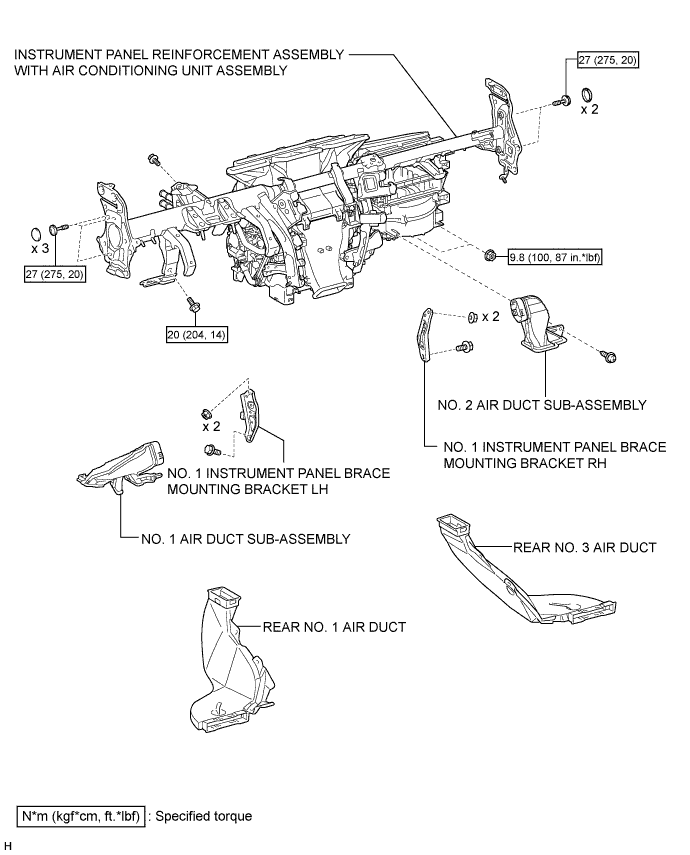 INSTRUMENT PANEL REINFORCEMENT ASSEMBLY
WITH AIR CONDITIONING UNIT ASSEMBLY
27 (275, 20)
x 2
x 3
27 (275, 20)
9.8 (100, 87 in.*lbf)
20 (204, 14)
x 2
NO. 2 AIR DUCT SUB-ASSEMBLY
x 2
NO. 1 INSTRUMENT PANEL BRACE
MOUNTING BRACKET RH
NO. 1 INSTRUMENT PANEL BRACE
MOUNTING BRACKET LH
NO. 1 AIR DUCT SUB-ASSEMBLY
REAR NO. 3 AIR DUCT
REAR NO. 1 AIR DUCT
N*m (kgf*cm, ft.*lbf) : Specified torque
H